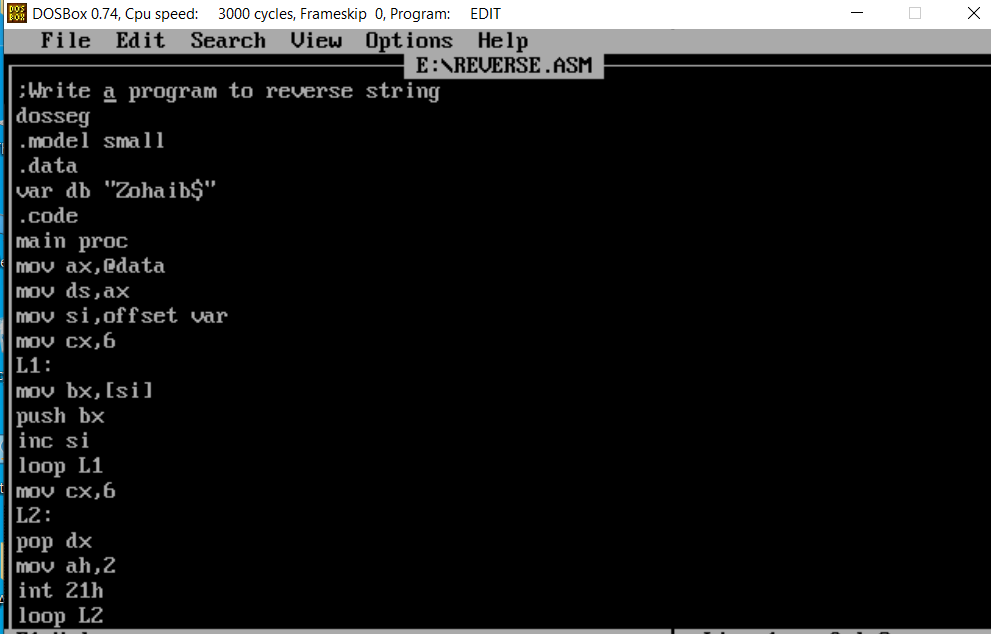 DOSBox 0.74, Cpu speed: 3000 cycles, Frameskip 0, Program: EDIT
File Edit Search View Options Help
E:\REVERSE.ASM
;Write a program to reverse string
dosseg
.model small
.data
var db "Zohaib$"
.code
main proc
mov ax,@data
mov ds,ax
mov si,offset var
mov cx,6
L1:
mov bx,[si]
push bx
inc si
loop L1
mov cx,6
L2:
pop dx
mov ah,2
int 21h
loop L2